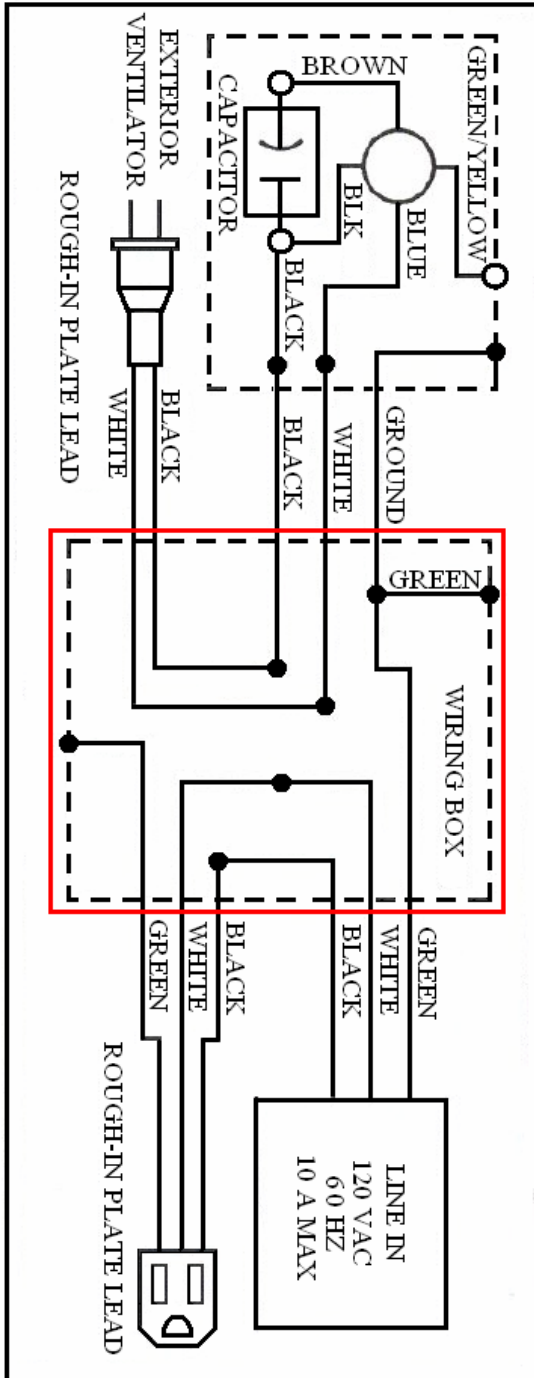 EXTERIOR
VENTILATOR
ROUGH-IN PLATE LEAD
CAPACITOR
BROWN
GREEN/YELLOW
BLK
BLUE
BLACK
WHITE
BLACK
BLACK
WHITE
GROUND
GREEN
WIRING BOX
GREEN
WHITE
BLACK
BLACK
WHITE
GREEN
ROUGH-IN PLATE LEAD
LINE IN
120 VAC
60 HZ
10 A MAX